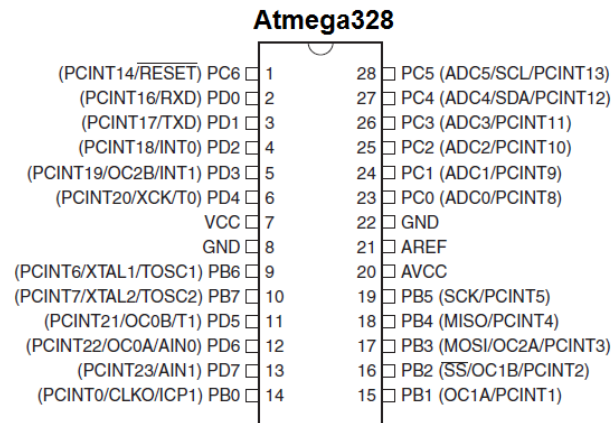 Atmega328
(PCINT14/RESET) PC6 1 28 PC5 (ADC5/SCL/PCINT13)
(PCINT16/RXD) PD0 2 27 PC4 (ADC4/SDA/PCINT12)
(PCINT17/TXD) PD1 3 26 PC3 (ADC3/PCINT11)
(PCINT18/INT0) PD2 4 25 PC2 (ADC2/PCINT10)
(PCINT19/OC2B/INT1) PD3 5 24 PC1 (ADC1/PCINT9)
(PCINT20/XCK/T0) PD4 6 23 PC0 (ADC0/PCINT8)
VCC 7 22 GND
GND 8 21 AREF
(PCINT6/XTAL1/TOSC1) PB6 9 20 AVCC
(PCINT7/XTAL2/TOSC2) PB7 10 19 PB5 (SCK/PCINT5)
(PCINT21/OC0B/T1) PD5 11 18 PB4 (MISO/PCINT4)
(PCINT22/OC0A/AIN0) PD6 12 17 PB3 (MOSI/OC2A/PCINT3)
(PCINT23/AIN1) PD7 13 16 PB2 (SS/OC1B/PCINT2)
(PCINT0/CLKO/ICP1) PB0 14 15 PB1 (OC1A/PCINT1)